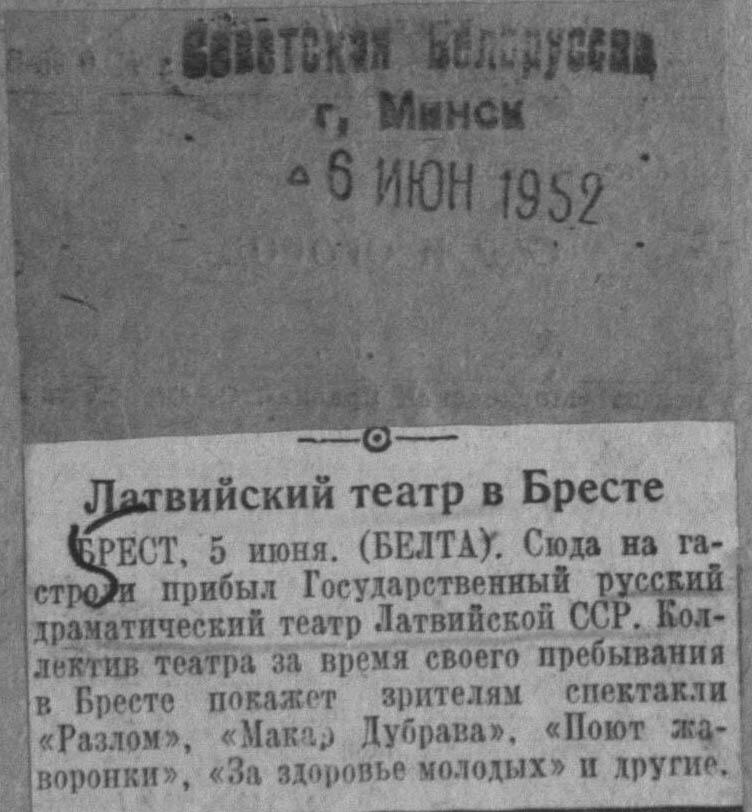 Советская Белоруссия
г. Минск
6 ИЮН 1952
Латвийский театр в Бресте
БРЕСТ, 5 июня. (БЕЛТА). Сюда на га-
строли прибыл Государственный русский
драматический театр Латвийской ССР. Кол-
лектив театра за время своего пребывания
в Бресте покажет зрителям спектакли
«Разлом», «Макар Дубрава», «Поют жа-
воронки», «За здоровье молодых» и другие.